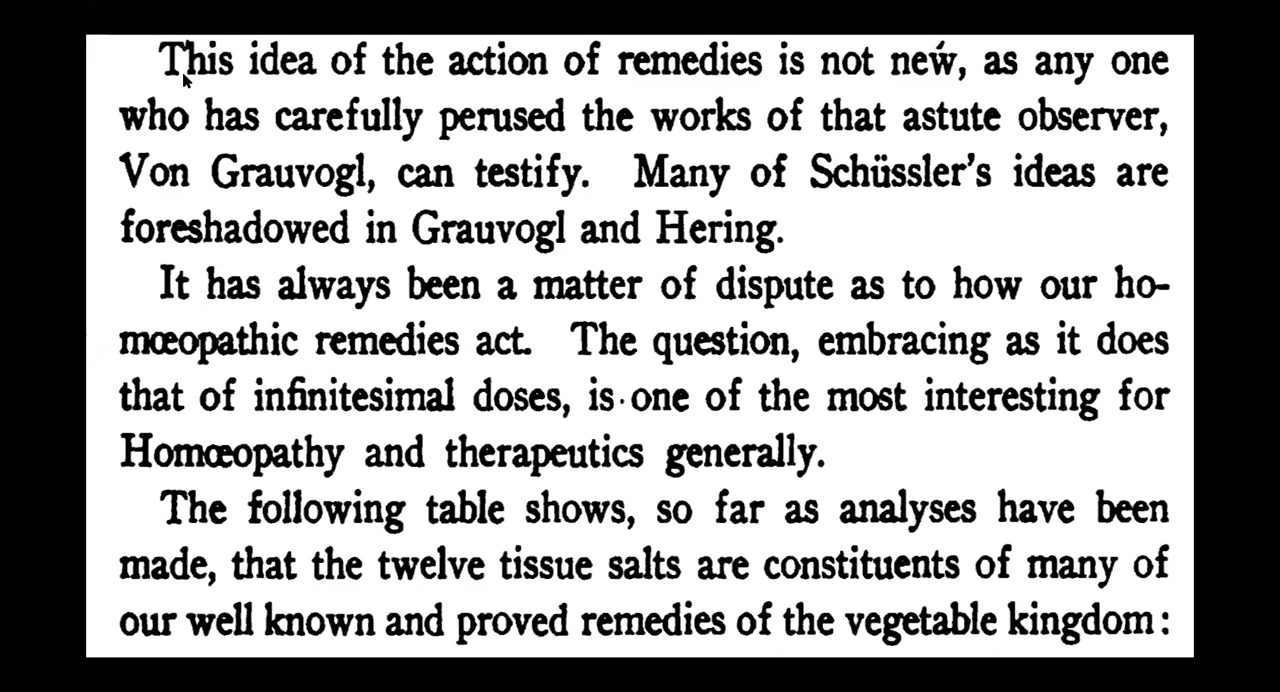 This idea of the action of remedies is not new, as any one
who has carefully perused the works of that astute observer,
Von Grauvogl, can testify. Many of Schüssler's ideas are
foreshadowed in Grauvogl and Hering.
It has always been a matter of dispute as to how our ho-
mœopathic remedies act. The question, embracing as it does
that of infinitesimal doses, is one of the most interesting for
Homœopathy and therapeutics generally.
The following table shows, so far as analyses have been
made, that the twelve tissue salts are constituents of many of
our well known and proved remedies of the vegetable kingdom: